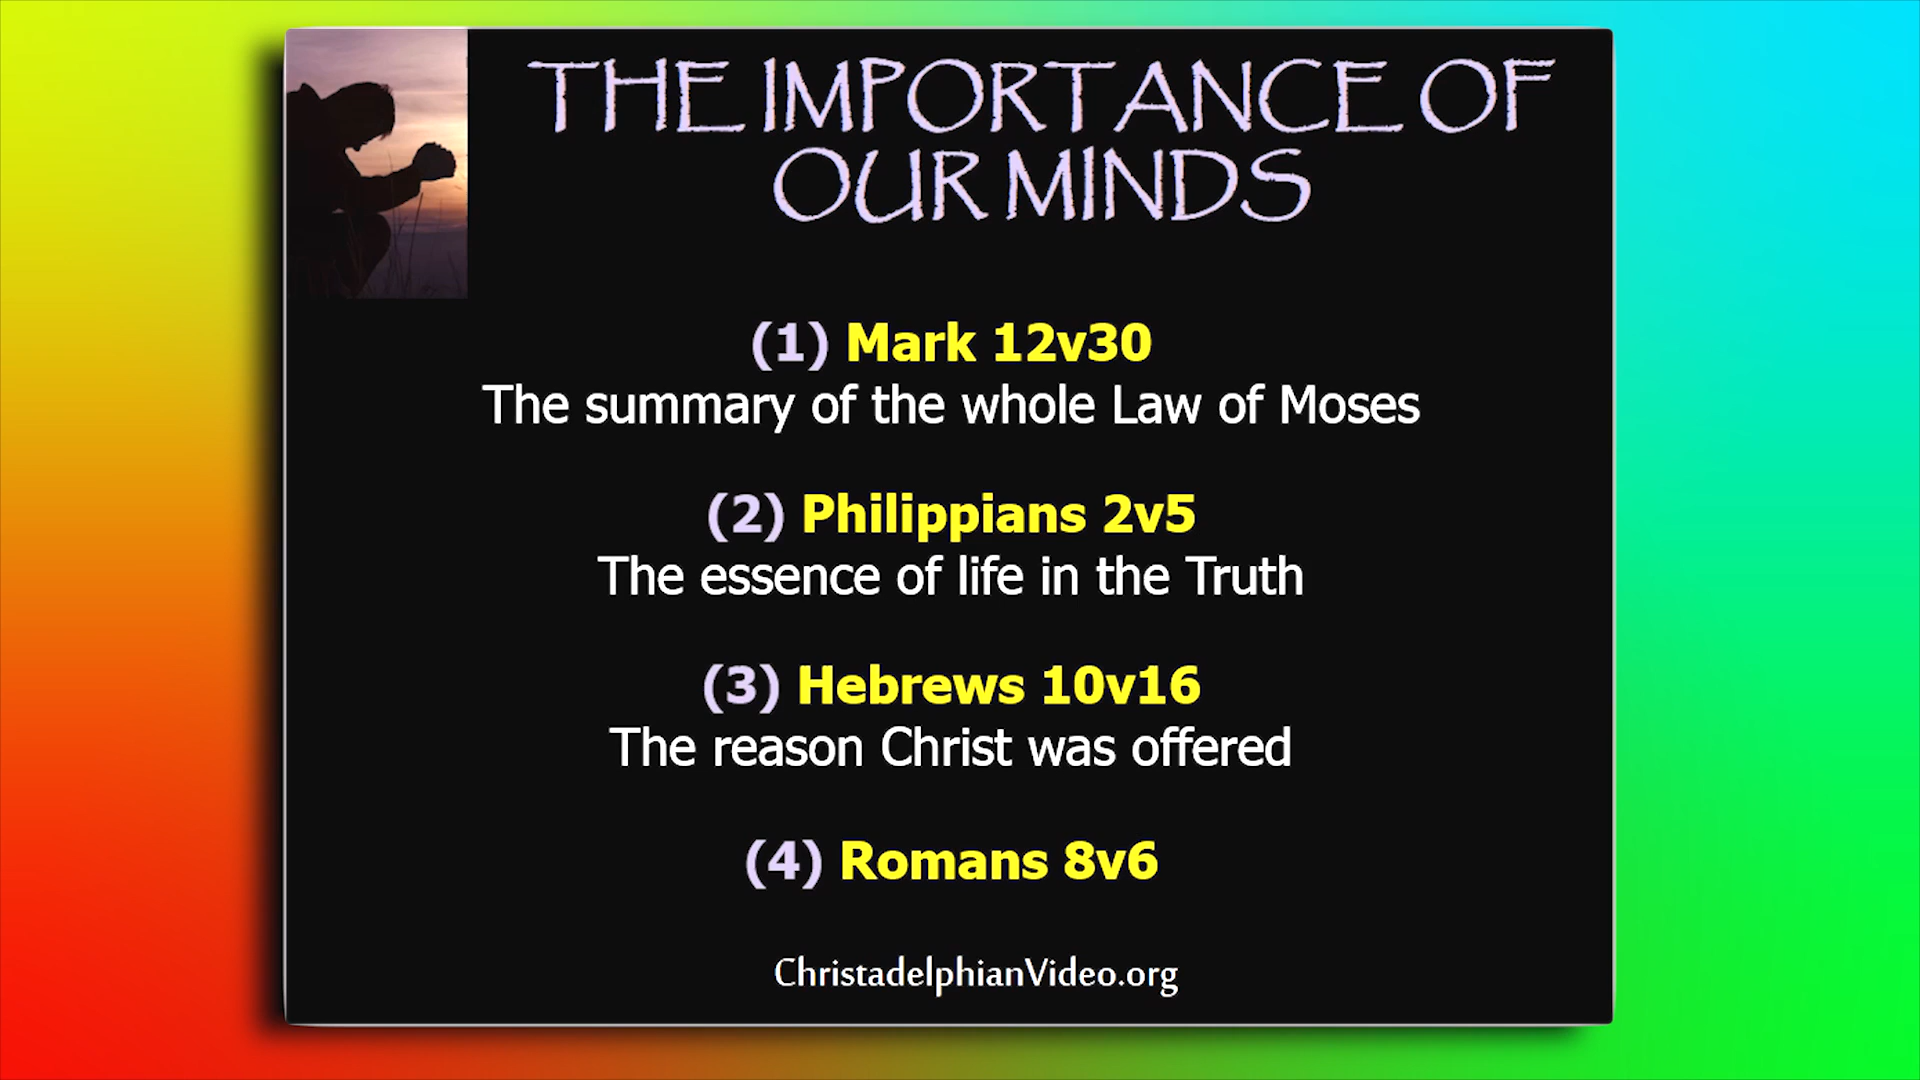 THE IMPORTANCE OF
OUR MINDS
(1) Mark 12v30
The summary of the whole Law of Moses
(2) Philippians 2v5
The essence of life in the Truth
(3) Hebrews 10v16
The reason Christ was offered
(4) Romans 8v6
ChristadelphianVideo.org